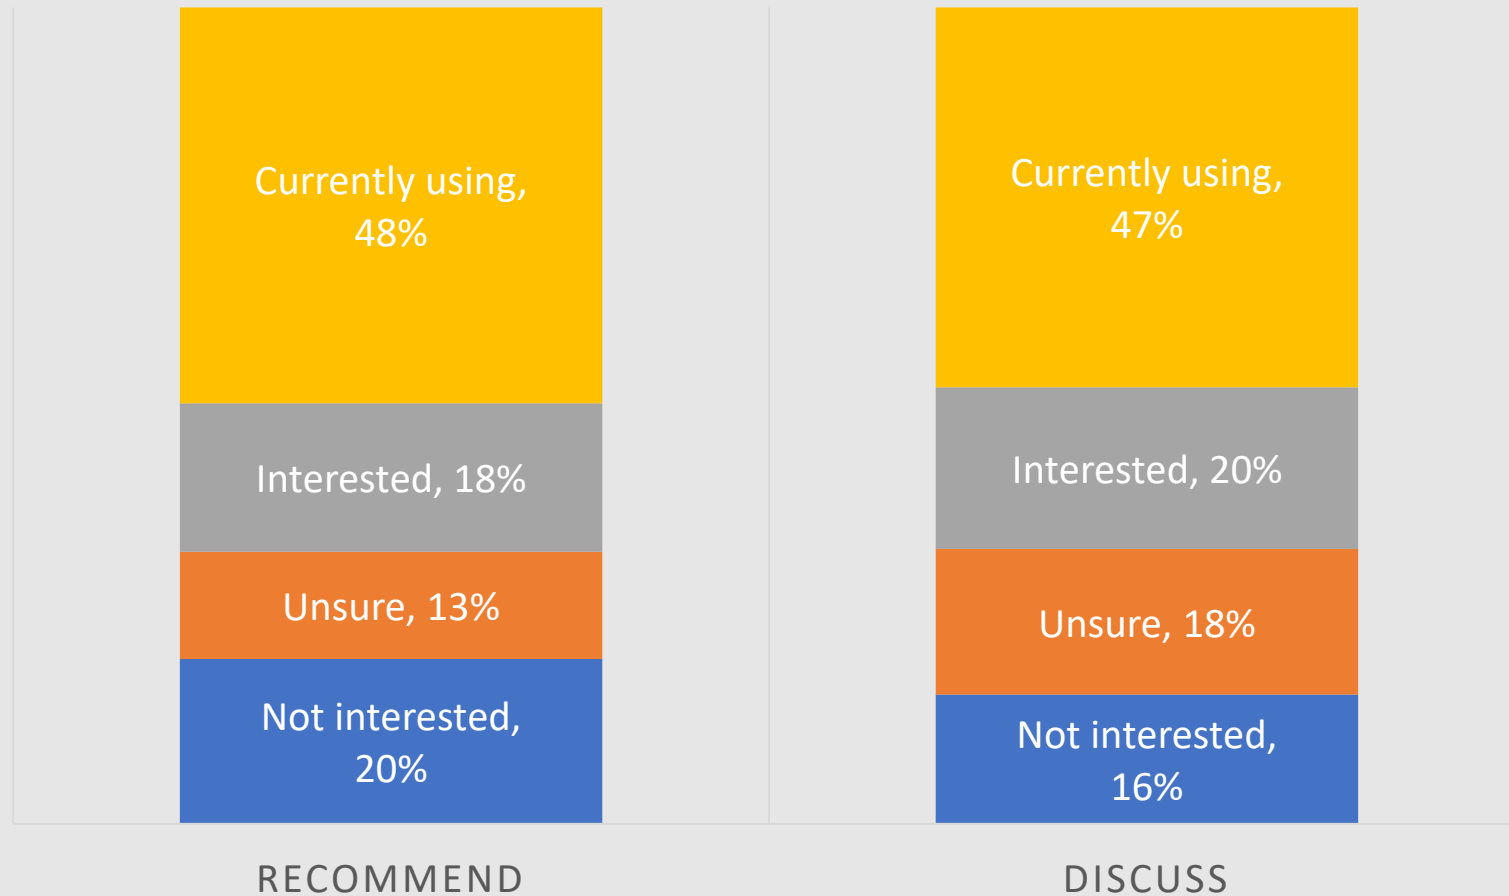 Currently using,
48%
Interested, 18%
Unsure, 13%
Not interested,
20%
RECOMMEND
Currently using,
47%
Interested, 20%
Unsure, 18%
Not interested,
16%
DISCUSS